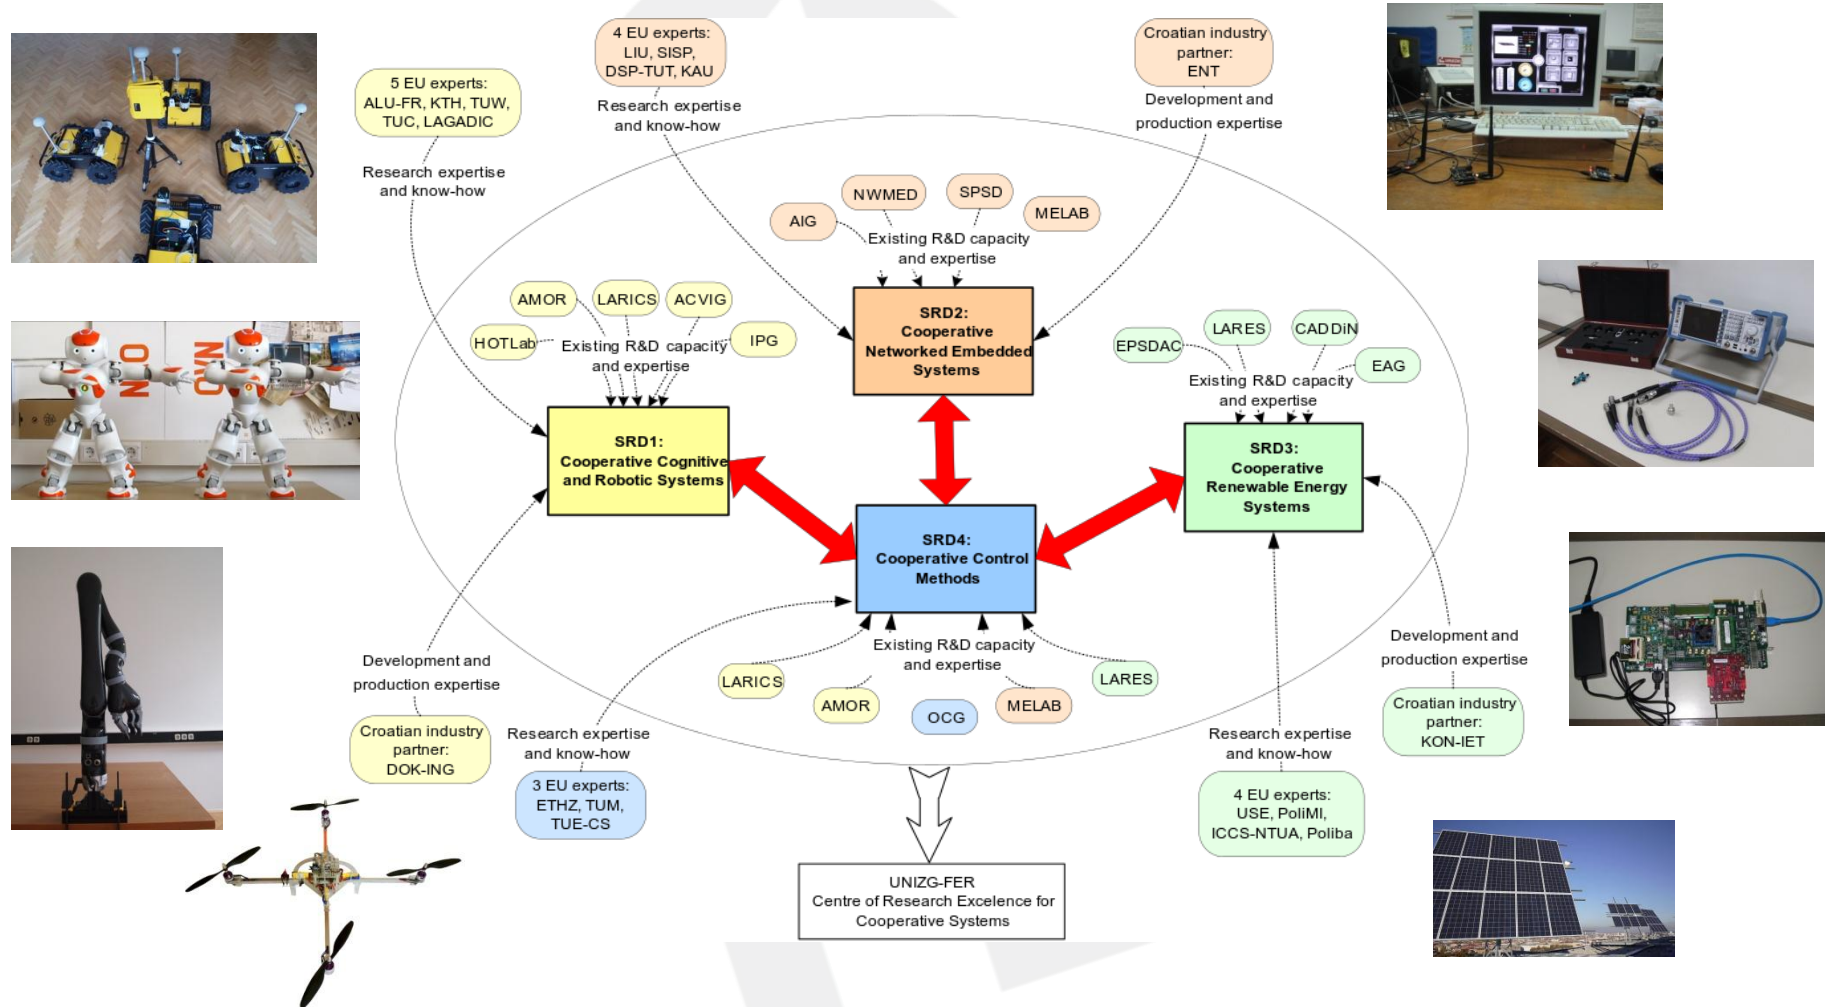 4 EU experts:
LIU, SISP,
DSP-TUT, KAU
Research expertise
and know-how
Croatian industry
partner:
ENT
Development and
production expertise
5 EU experts:
ALU-FR, KTH, TUW,
TUC, LAGADIC
Research expertise
and know-how
AIG
NWMED
SPSD
MELAB
Existing R&D capacity
and expertise
SRD2:
Cooperative
Networked Embedded
Systems
HOTLab
AMOR
LARICS
ACVIG
IPG
Existing R&D capacity
and expertise
SRD1:
Cooperative Cognitive
and Robotic Systems
EPSDAC
LARES
CADDiN
EAG
Existing R&D capacity
and expertise
SRD3:
Cooperative
Renewable Energy
Systems
SRD4:
Cooperative Control
Methods
Existing R&D capacity
and expertise
LARICS
AMOR
OCG
MELAB
LARES
Development and
production expertise
Croatian industry
partner:
DOK-ING
Research expertise
and know-how
3 EU experts:
ETHZ, TUM,
TUE-CS
Research expertise
and know-how
4 EU experts:
USE, PoliMI,
ICCS-NTUA, Poliba
Development and
production expertise
Croatian industry
partner:
KON-IET
UNIZG-FER
Centre of Research Excelence for
Cooperative Systems